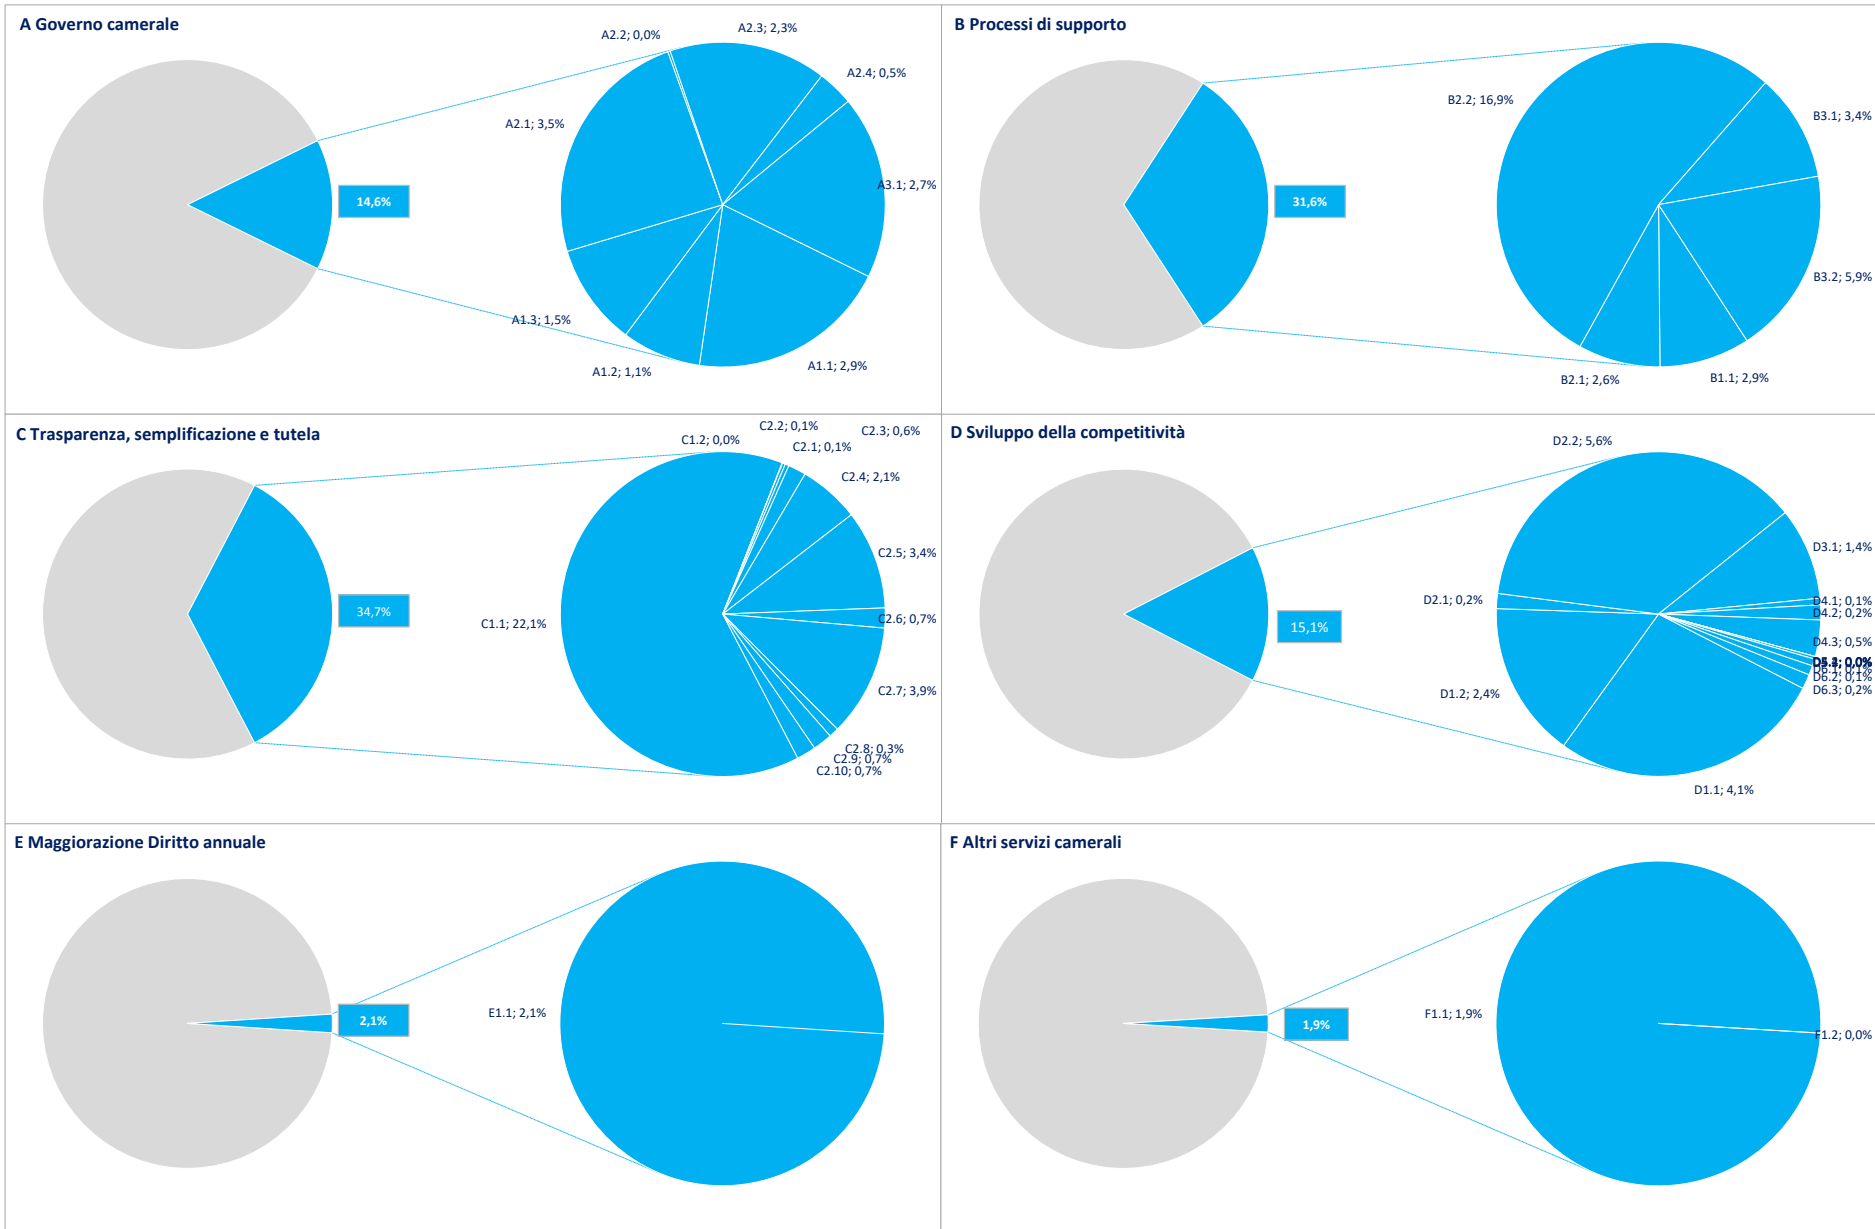 A Governo camerale
A2.2; 0,0%
A2.3; 2,3%
A2.4; 0,5%
A2.1; 3,5%
A3.1; 2,7%
14,6%
A1.3; 1,5%
A1.2; 1,1%
A1.1; 2,9%
B Processi di supporto
B2.2; 16,9%
B3.1; 3,4%
31,6%
B3.2; 5,9%
B2.1; 2,6%
B1.1; 2,9%
C Trasparenza, semplificazione e tutela
C1.2; 0,0%
C2.2; 0,1%
C2.1; 0,1%
C2.3; 0,6%
C2.4; 2,1%
C2.5; 3,4%
34,7%
C1.1; 22,1%
C2.6; 0,7%
C2.7; 3,9%
C2.8; 0,3%
C2.9; 0,7%
C2.10; 0,7%
D Sviluppo della competitività
D2.2; 5,6%
D3.1; 1,4%
D2.1; 0,2%
D4.1; 0,1%
D4.2; 0,2%
15,1%
D4.3; 0,5%
D6.1; 0,1%
D6.2; 0,1%
D6.3; 0,2%
D1.2; 2,4%
D1.1; 4,1%
E Maggiorazione Diritto annuale
E1.1; 2,1%
2,1%
F Altri servizi camerali
F1.1; 1,9%
1,9%
F1.2; 0,0%